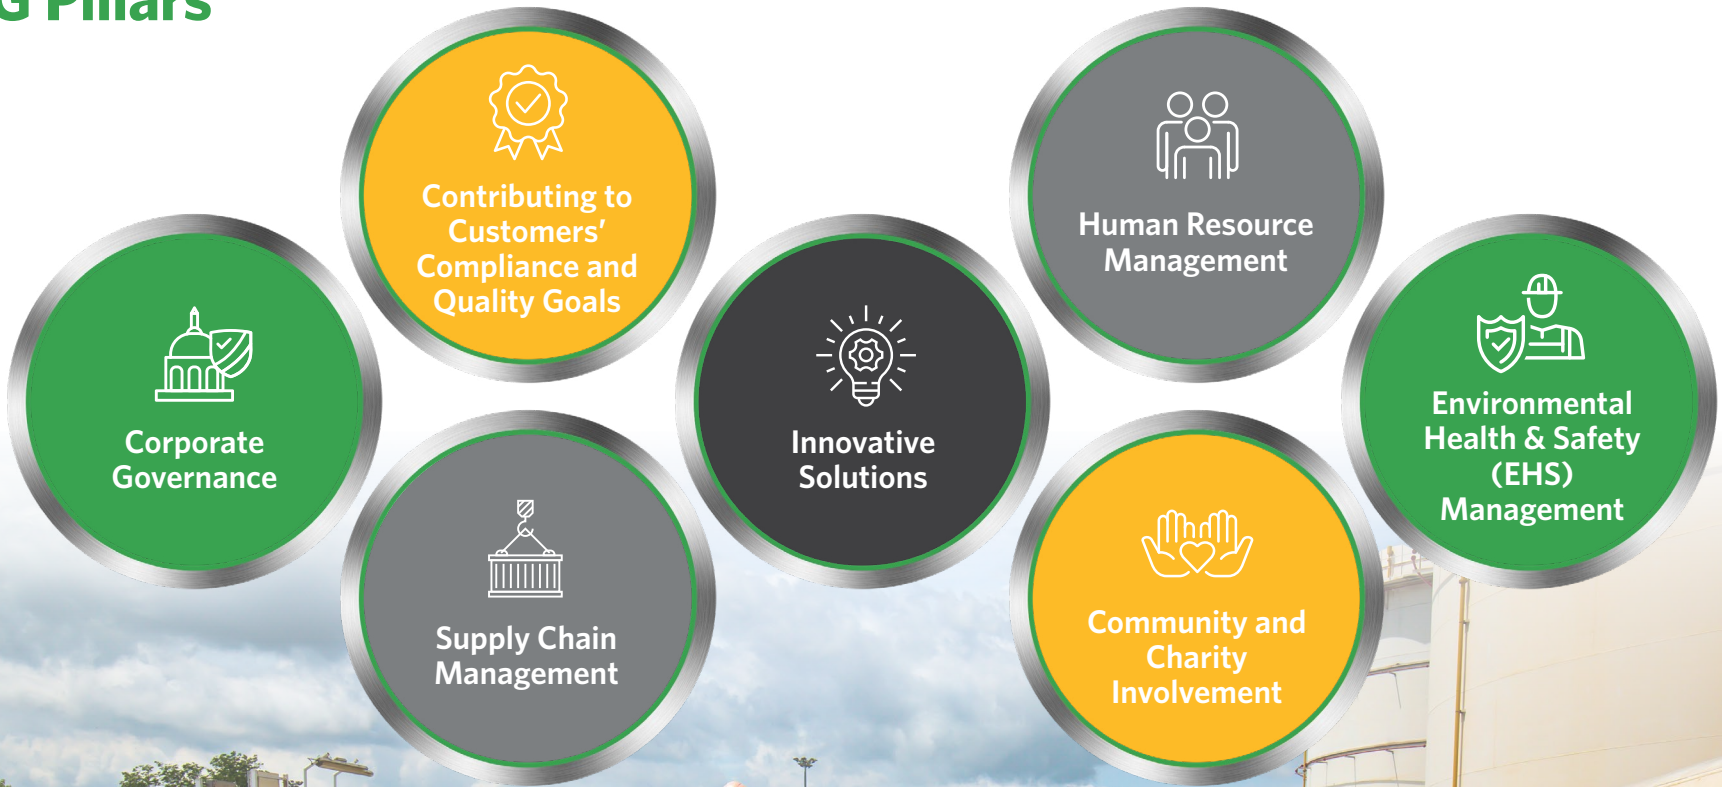 G Pillars
Contributing to
Customers'
Compliance and
Quality Goals
Human Resource
Management
Corporate
Governance
Innovative
Solutions
Environmental
Health & Safety
(EHS)
Management
Supply Chain
Management
Community and
Charity
Involvement